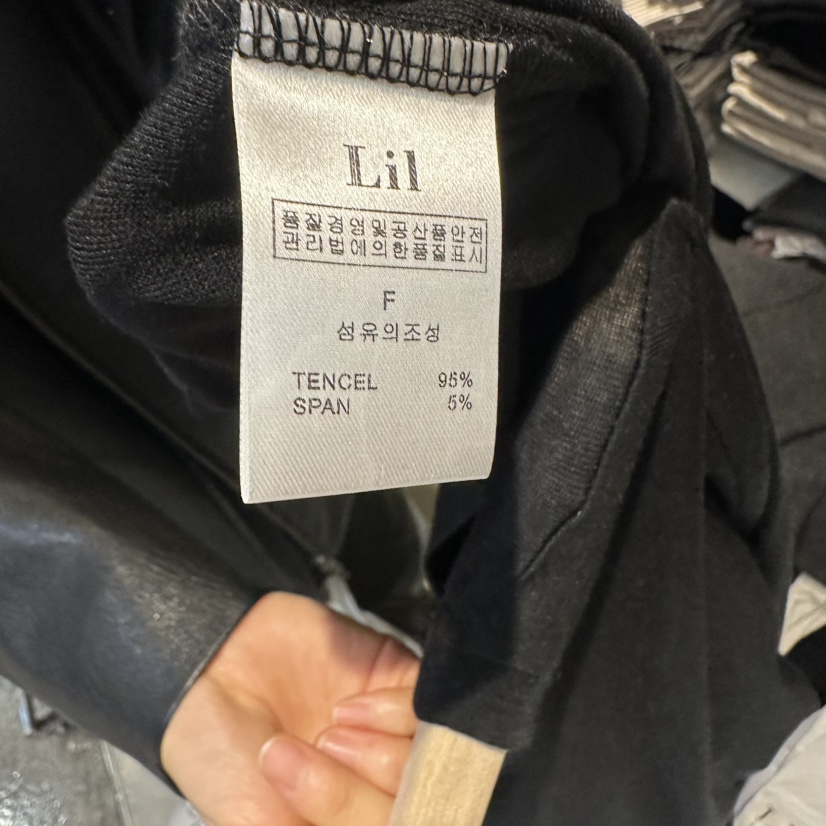 Lil
품질경영및공산품안전
관리법에의한품질표시
F
섬유의조성
TENCEL 95%
SPAN 5%